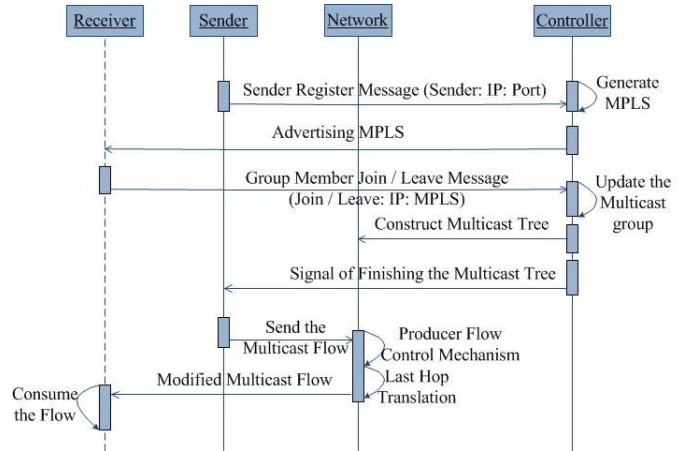 Receiver
Sender
Network
Controller
Sender Register Message (Sender: IP: Port)
Generate
MPLS
Advertising MPLS
Group Member Join / Leave Message
(Join / Leave: IP: MPLS)
Update the
Multicast
group
Construct Multicast Tree
Signal of Finishing the Multicast Tree
Send the
Multicast Flow
Producer Flow
Control Mechanism
Last Hop
Translation
Modified Multicast Flow
Consume
the Flow